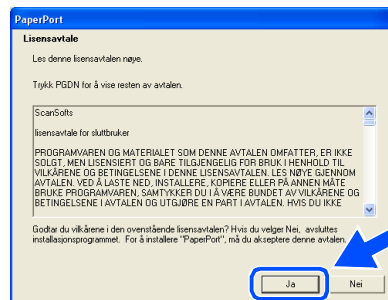 PaperPort
Lisensavtale
Les denne lisensavtalen nøye.
Trykk PGDN for å vise resten av avtalen.
ScanSofts
lisensavtale for sluttbruker
PROGRAMVAREN OG MATERIALET SOM DENNE AVTALEN OMFATTER, ER IKKE
SOLGT, MEN LISENSIERT OG BARE TILGJENGELIG FOR BRUK I HENHOLD TIL
VILKÅRENE OG BETINGELSENE I DENNE LISENSAVTALEN. LES NØYE GJENNOM
AVTALEN. VED Å LASTE NED, INSTALLERE, KOPIERE ELLER PÅ ANNEN MÅTE
BRUKE PROGRAMVAREN, SAMTYKKER DU I Å VÆRE BUNDET AV VILKÅRENE OG
BETINGELSENE I AVTALEN OG UTGJØRE EN PART I AVTALEN. HVIS DU IKKE
Godtar du vilkårene i den ovenstående lisensavtalen? Hvis du velger Nei, avsluttes
installasjonsprogrammet. For å installere "PaperPort", må du akseptere denne avtalen.
Ja
Nei